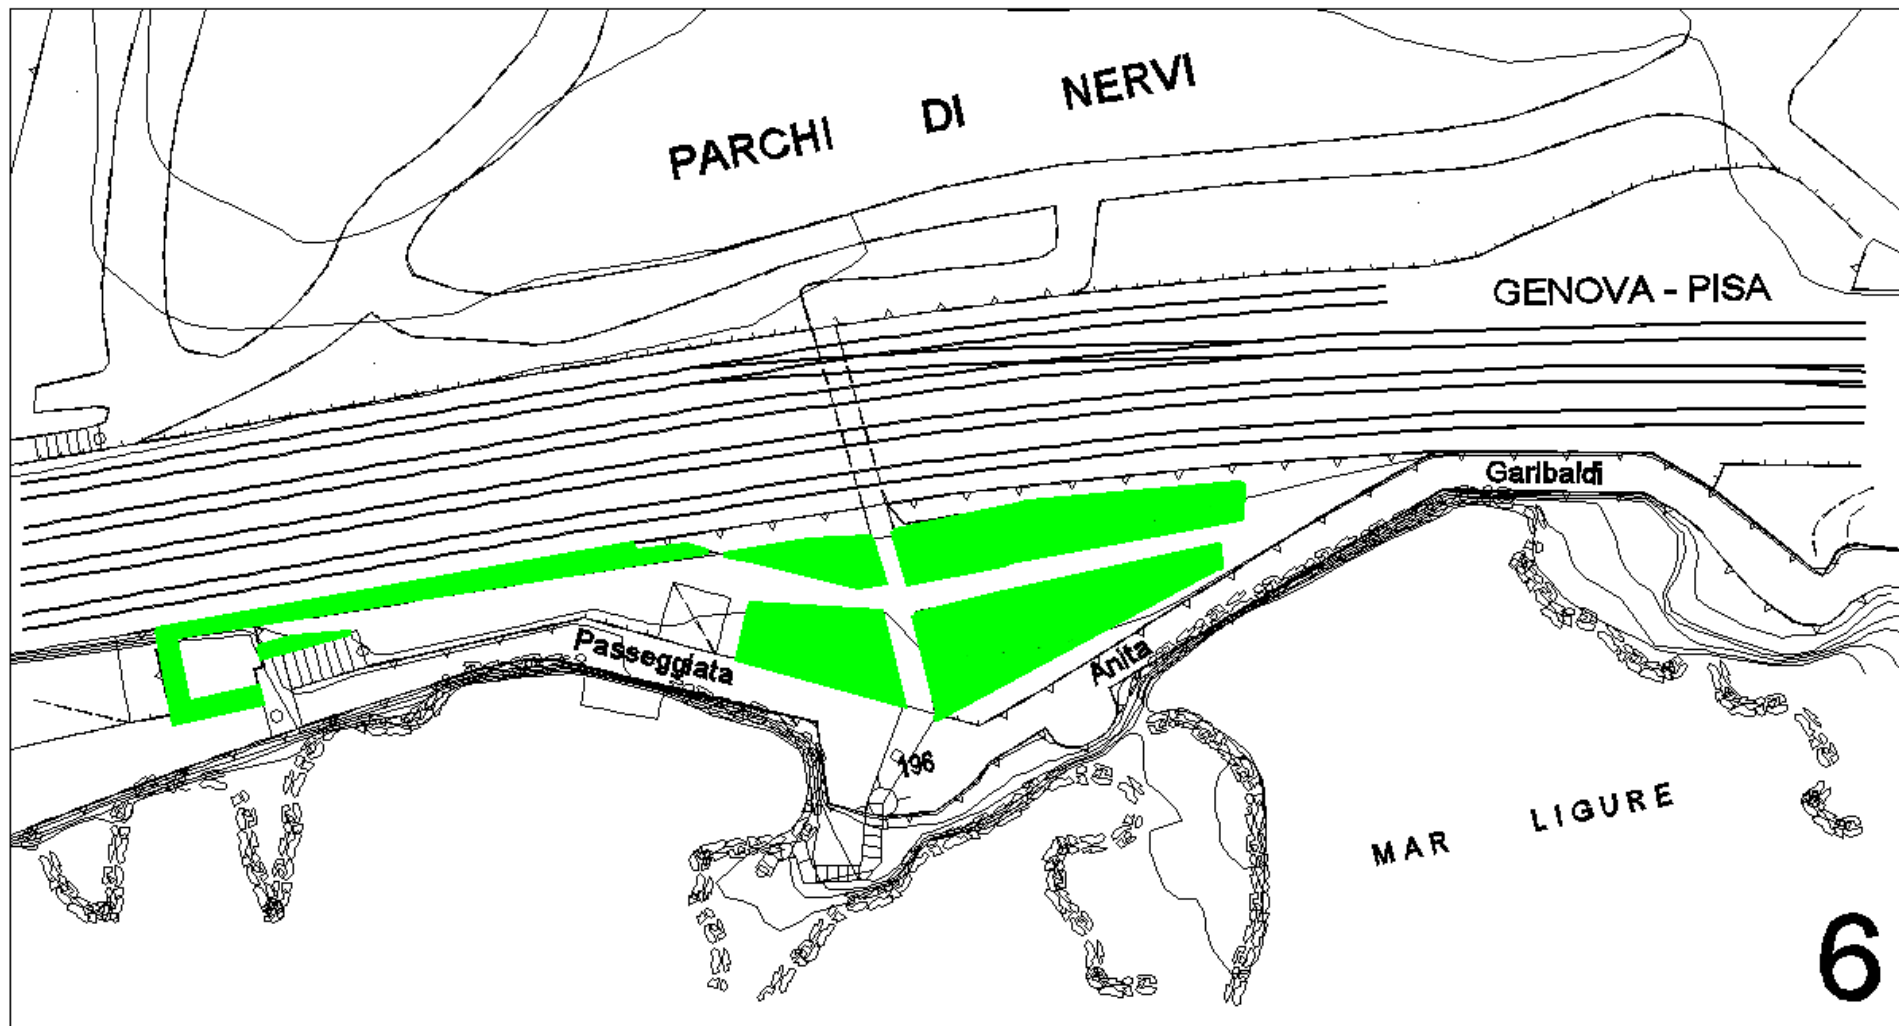 PARCHI DI NERVI
GENOVA - PISA
Garibaldi
Passeggiata
Anita
196
MAR LIGURE
6